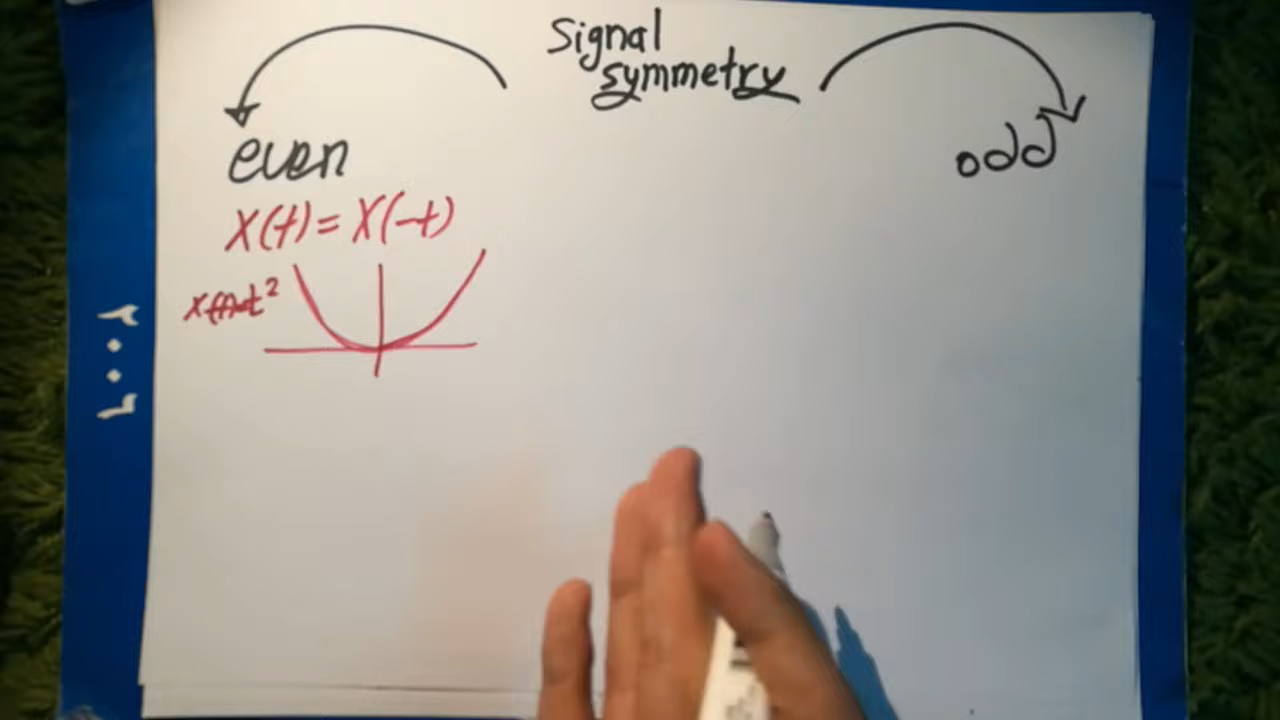 Signal
symmetry
even
odd
X(t) = X(-t)
x(t)=t²